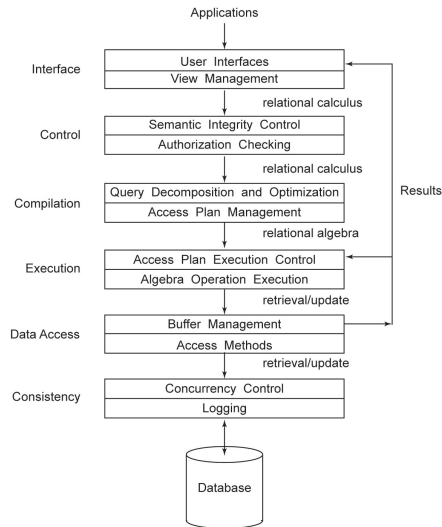 Applications
Interface
User Interfaces
View Management
relational calculus
Control
Semantic Integrity Control
Authorization Checking
relational calculus
Compilation
Query Decomposition and Optimization
Access Plan Management
relational algebra
Results
Execution
Access Plan Execution Control
Algebra Operation Execution
retrieval/update
Data Access
Buffer Management
Access Methods
retrieval/update
Consistency
Concurrency Control
Logging
Database